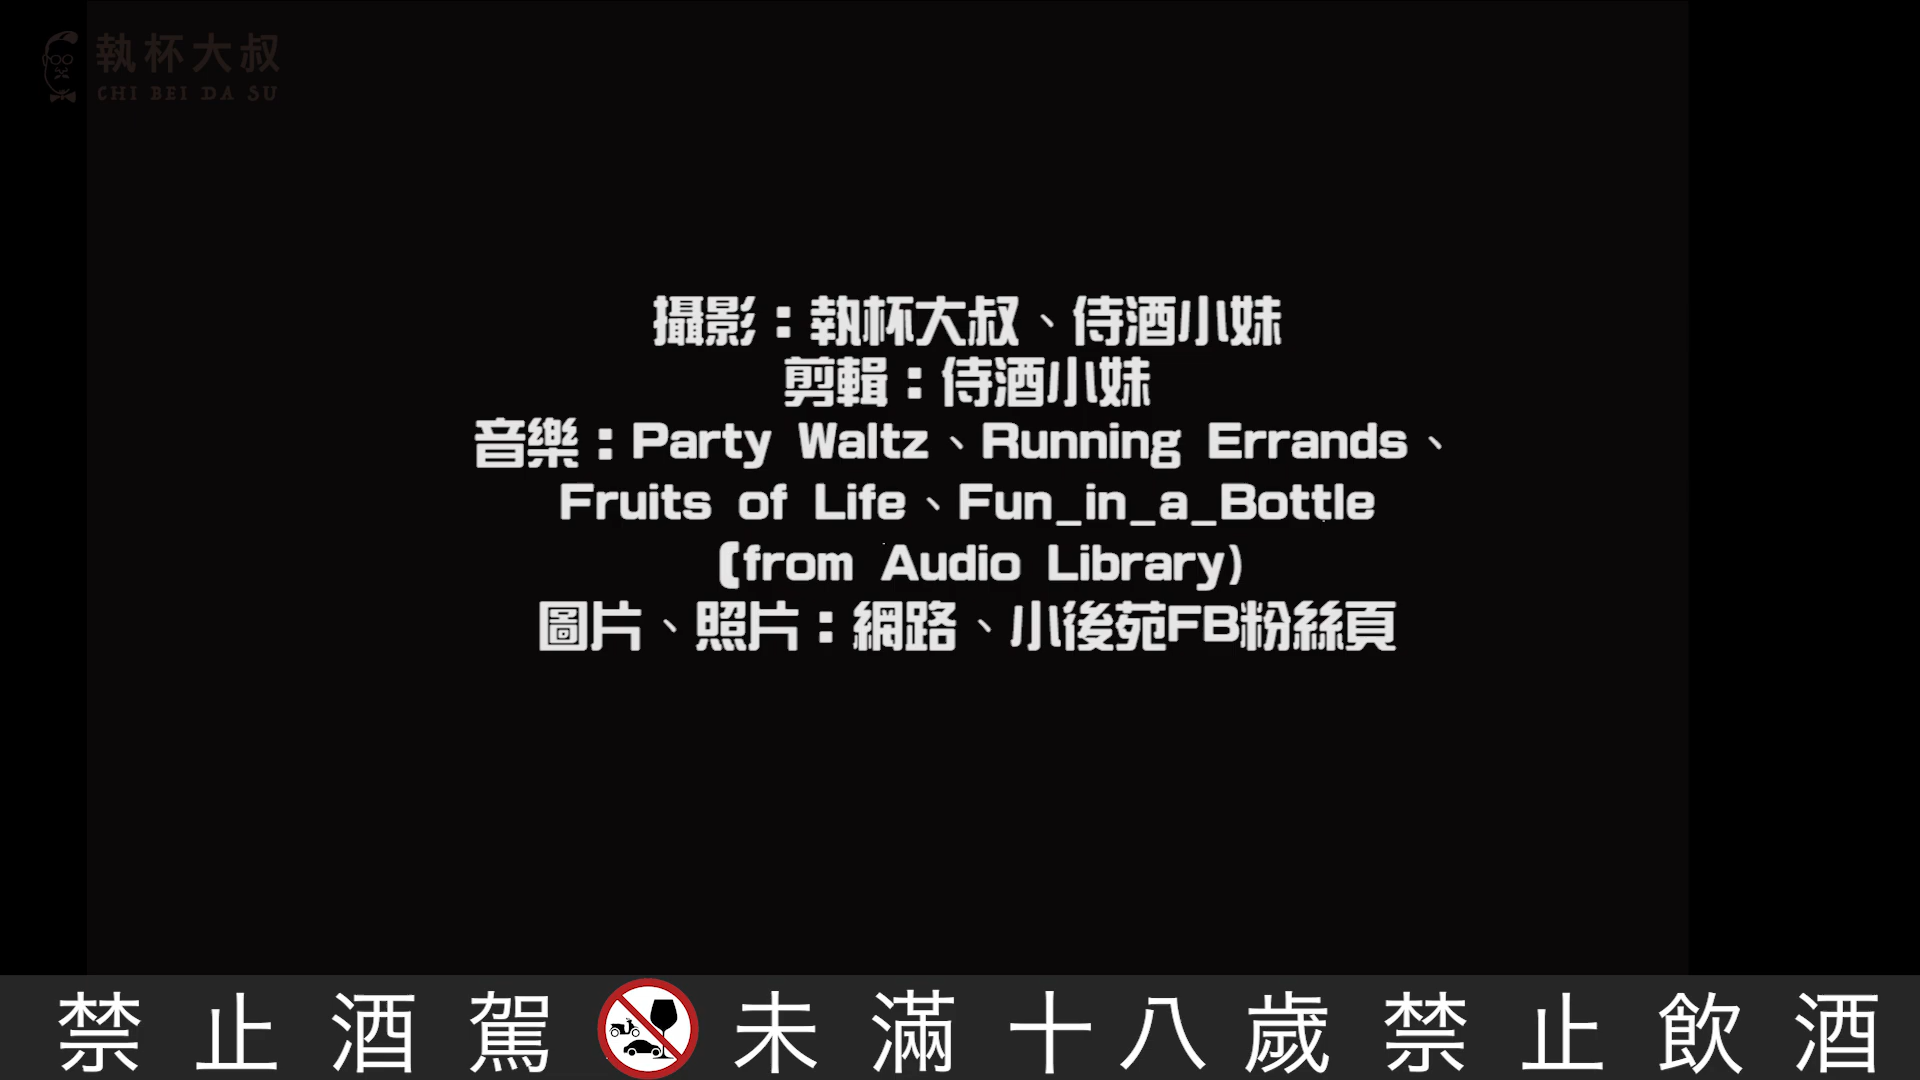 執杯大叔
CHI BEI DA SU
攝影：執杯大叔、侍酒小妹
剪輯：侍酒小妹
音樂：Party Waltz、Running Errands、
Fruits of Life、Fun_in_a_Bottle
(from Audio Library)
圖片、照片：網路、小後苑FB粉絲頁
禁止酒駕 未滿十八歲禁止飲酒